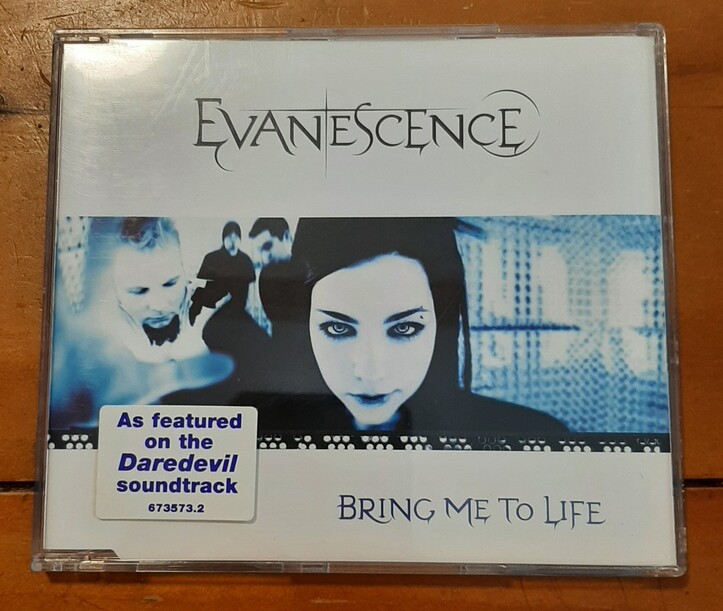 EVANESCENCE
As featured
on the
Daredevil
soundtrack
673573.2
BRING ME TO LIFE